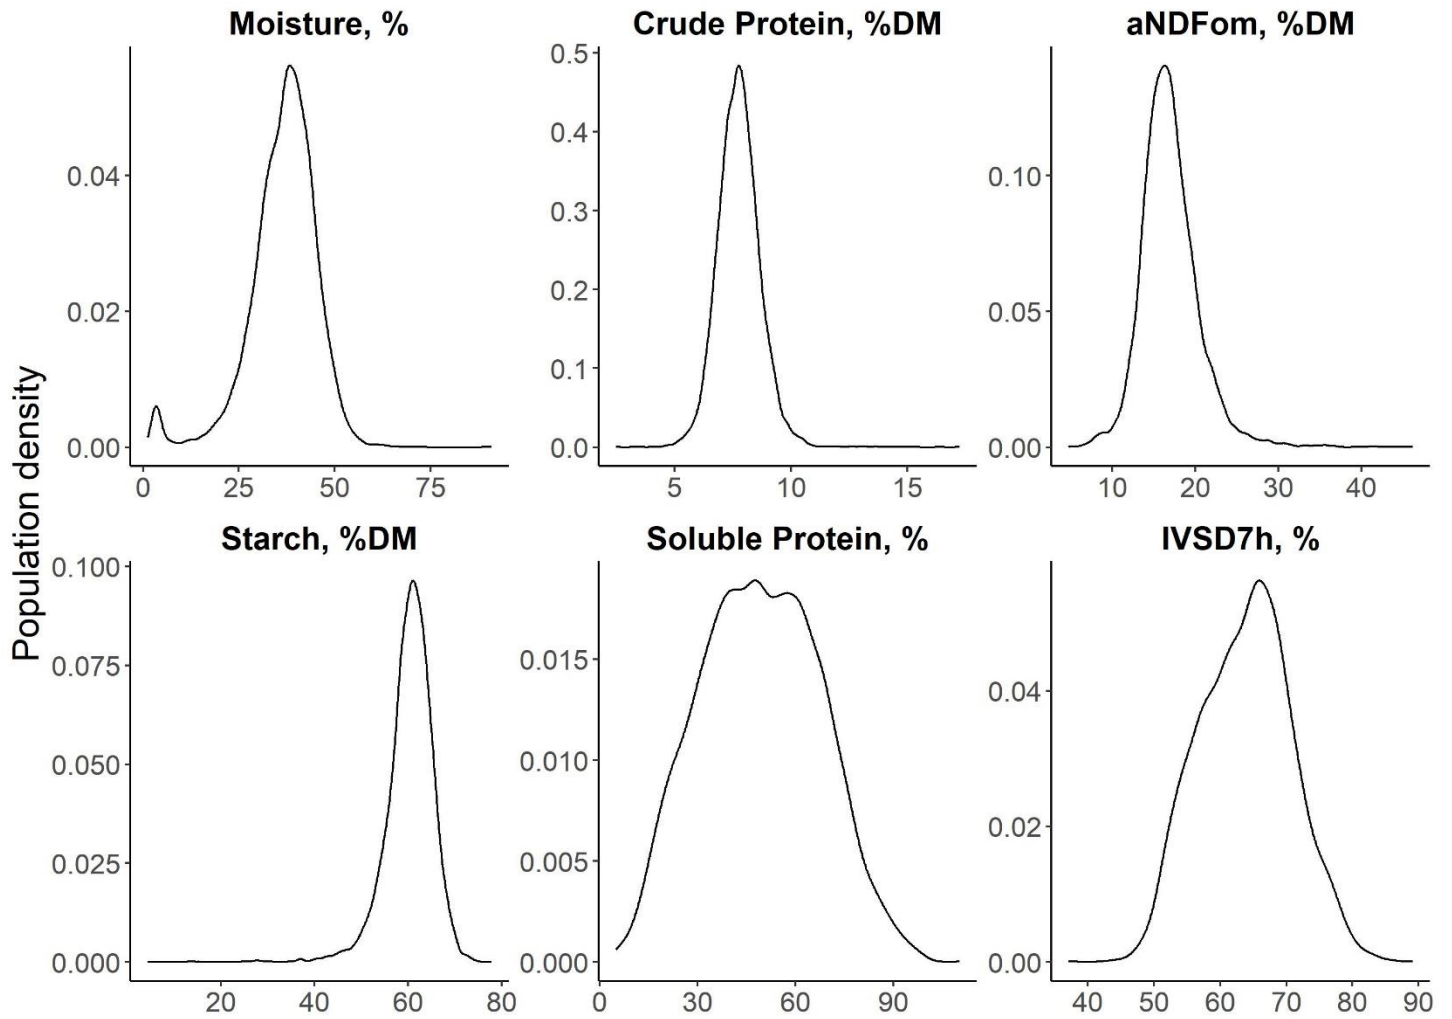 Population density
Moisture, %
0.04
0.02
0.00
0 25 50 75
Crude Protein, %DM
0.5
0.4
0.3
0.2
0.1
0.0
5 10 15
aNDFom, %DM
0.10
0.05
0.00
10 20 30 40
Starch, %DM
0.100
0.075
0.050
0.025
0.000
20 40 60 80
Soluble Protein, %
0.015
0.010
0.005
0.000
0 30 60 90
IVSD7h, %
0.04
0.02
0.00
40 50 60 70 80 90